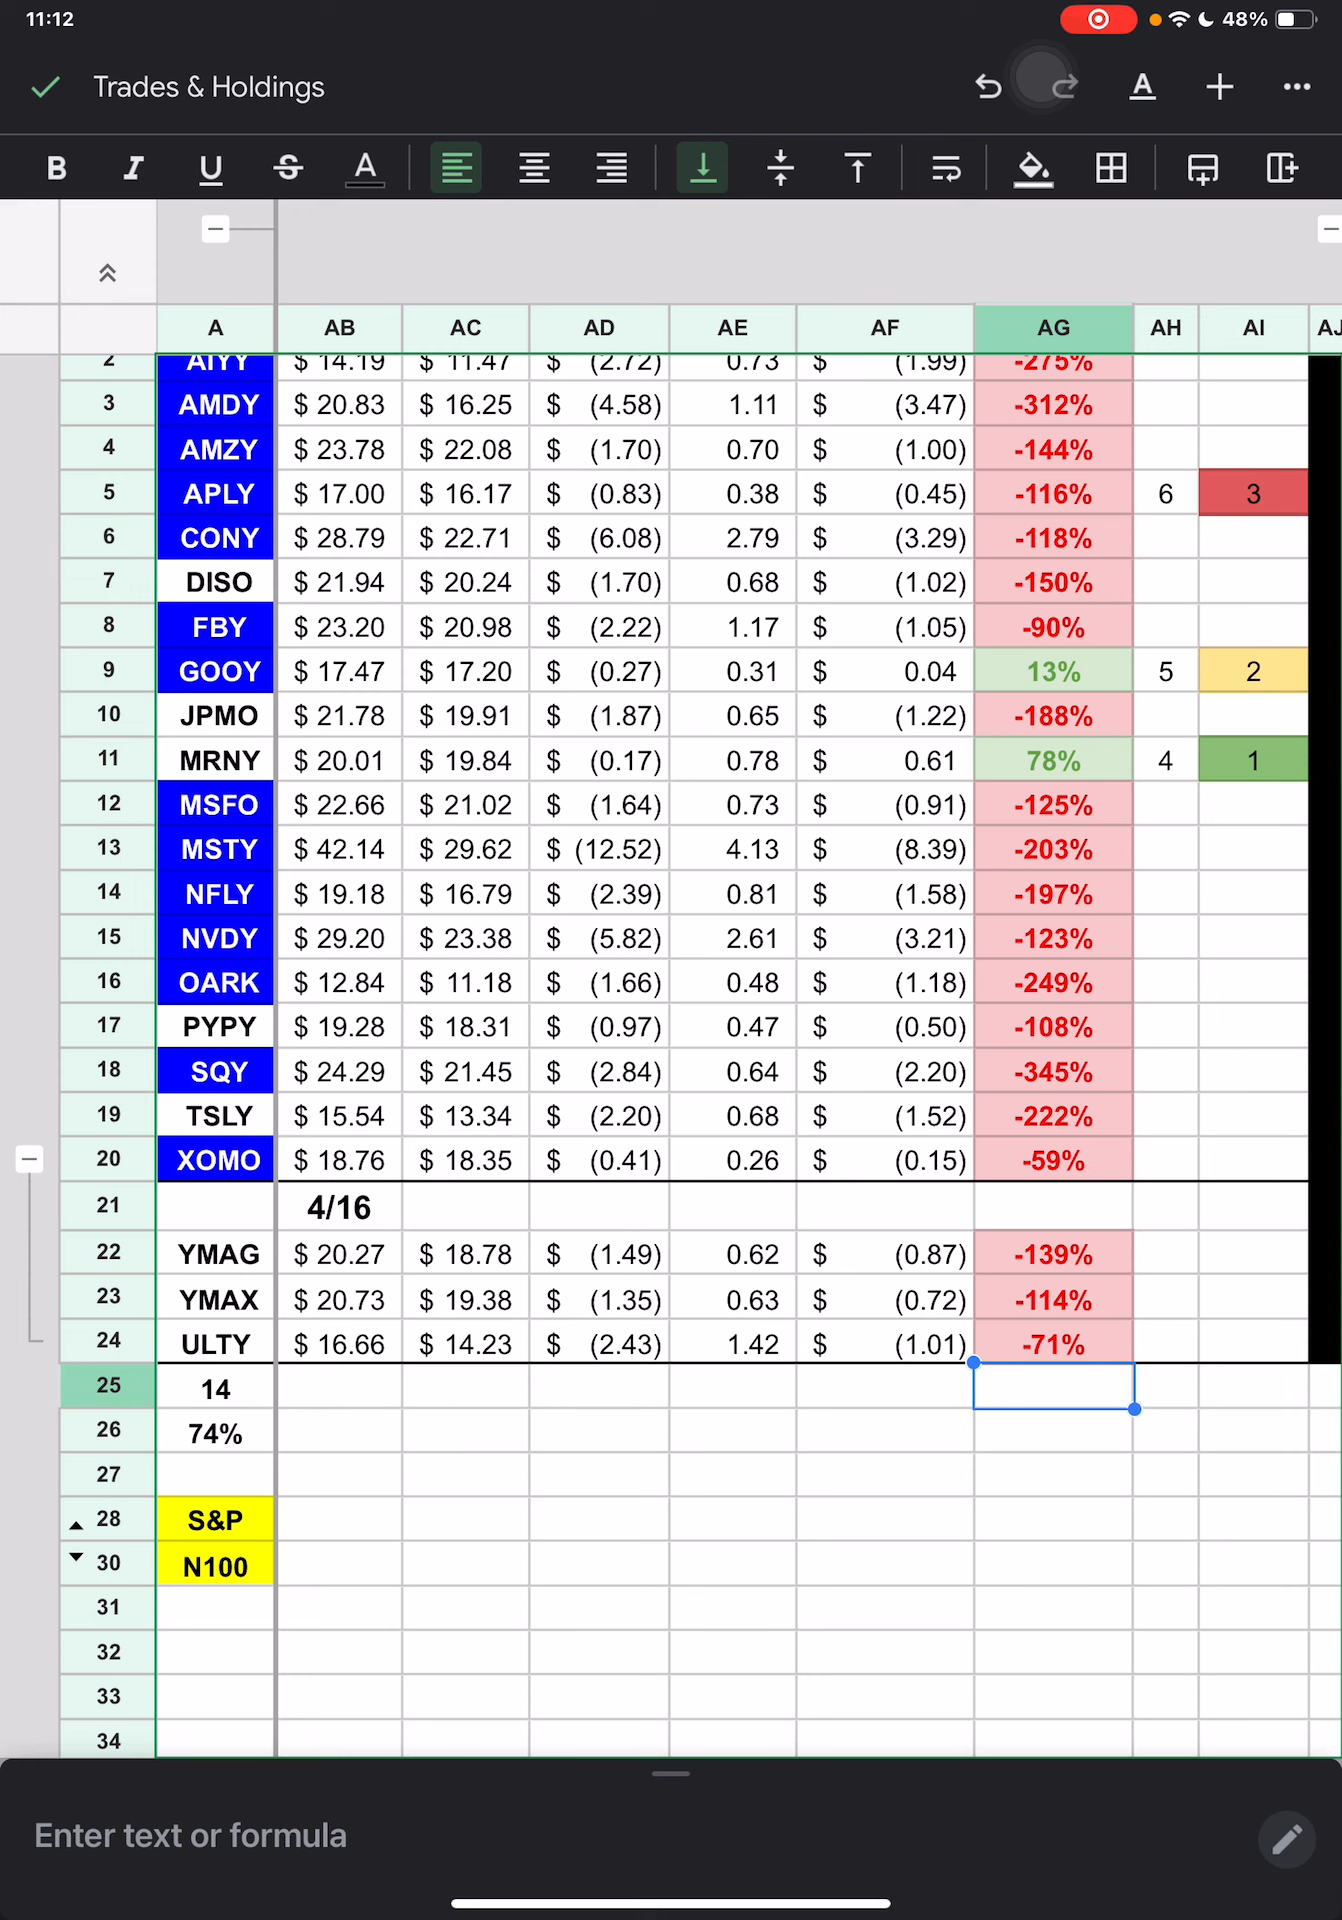 11:12 48%
Trades & Holdings A
B I U S A
A AB AC AD AE AF AG AH AI AJ
2 AIYY $ 14.19 $ 11.47 $ (2.72) 0.73 $ (1.99) -275%
3 AMDY $ 20.83 $ 16.25 $ (4.58) 1.11 $ (3.47) -312%
4 AMZY $ 23.78 $ 22.08 $ (1.70) 0.70 $ (1.00) -144%
5 APLY $ 17.00 $ 16.17 $ (0.83) 0.38 $ (0.45) -116% 6 3
6 CONY $ 28.79 $ 22.71 $ (6.08) 2.79 $ (3.29) -118%
7 DISO $ 21.94 $ 20.24 $ (1.70) 0.68 $ (1.02) -150%
8 FBY $ 23.20 $ 20.98 $ (2.22) 1.17 $ (1.05) -90%
9 GOOY $ 17.47 $ 17.20 $ (0.27) 0.31 $ 0.04 13% 5 2
10 JPMO $ 21.78 $ 19.91 $ (1.87) 0.65 $ (1.22) -188%
11 MRNY $ 20.01 $ 19.84 $ (0.17) 0.78 $ 0.61 78% 4 1
12 MSFO $ 22.66 $ 21.02 $ (1.64) 0.73 $ (0.91) -125%
13 MSTY $ 42.14 $ 29.62 $ (12.52) 4.13 $ (8.39) -203%
14 NFLY $ 19.18 $ 16.79 $ (2.39) 0.81 $ (1.58) -197%
15 NVDY $ 29.20 $ 23.38 $ (5.82) 2.61 $ (3.21) -123%
16 OARK $ 12.84 $ 11.18 $ (1.66) 0.48 $ (1.18) -249%
17 PYPY $ 19.28 $ 18.31 $ (0.97) 0.47 $ (0.50) -108%
18 SQY $ 24.29 $ 21.45 $ (2.84) 0.64 $ (2.20) -345%
19 TSLY $ 15.54 $ 13.34 $ (2.20) 0.68 $ (1.52) -222%
20 XOMO $ 18.76 $ 18.35 $ (0.41) 0.26 $ (0.15) -59%
21 4/16
22 YMAG $ 20.27 $ 18.78 $ (1.49) 0.62 $ (0.87) -139%
23 YMAX $ 20.73 $ 19.38 $ (1.35) 0.63 $ (0.72) -114%
24 ULTY $ 16.66 $ 14.23 $ (2.43) 1.42 $ (1.01) -71%
25 14
26 74%
27
28 S&P
30 N100
31
32
33
34
Enter text or formula